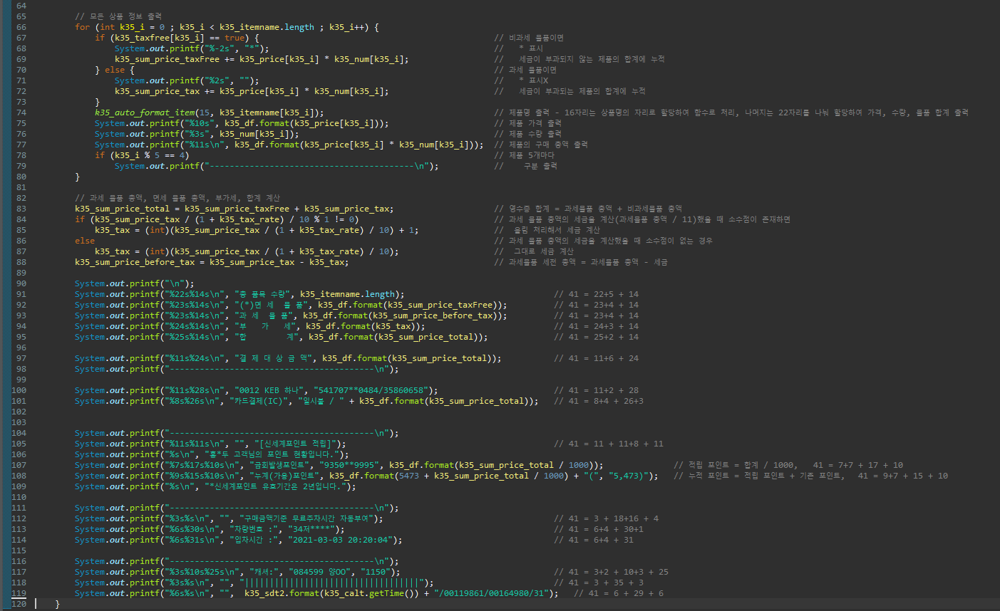 64
65 // 모든 상품 정보 출력
66 for (int k35_i = 0 ; k35_i < k35_itemname.length ; k35_i++) {
67 if (k35_taxfree[k35_i] == true) { // 비과세 물품이면
68 System.out.printf("%-2s", "*"); // * 표시
69 k35_sum_price_taxFree += k35_price[k35_i] * k35_num[k35_i]; // 세금이 부과되지 않는 제품의 합계에 누적
70 } else { // 과세 물품이면
71 System.out.printf("%2s", ""); // * 표시X
72 k35_sum_price_tax += k35_price[k35_i] * k35_num[k35_i]; // 세금이 부과되는 제품의 합계에 누적
73 }
74 k35_auto_format_item(15, k35_itemname[k35_i]); // 제품명 출력 - 16자리는 상품명의 자리로 할당하여 함수로 처리, 나머지는 22자리를 나눠 할당하여 가격, 수량, 물품 합계 출력
75 System.out.printf("%10s", k35_df.format(k35_price[k35_i])); // 제품 가격 출력
76 System.out.printf("%3s", k35_num[k35_i]); // 제품 수량 출력
77 System.out.printf("%11s\n", k35_df.format(k35_price[k35_i] * k35_num[k35_i])); // 제품의 구매 총액 출력
78 if (k35_i % 5 == 4) // 제품 5개마다
79 System.out.printf("-----------------------------------------\n"); // 구분 출력
80 }
81
82 // 과세 물품 총액, 면세 물품 총액, 부가세, 합계 계산
83 k35_sum_price_total = k35_sum_price_taxFree + k35_sum_price_tax; // 영수증 합계 = 과세물품 총액 + 비과세물품 총액
84 if (k35_sum_price_tax / (1 + k35_tax_rate) / 10 % 1 != 0) // 과세 물품 총액의 세금을 계산(과세물품 총액 / 11)했을 때 소수점이 존재하면
85 k35_tax = (int)(k35_sum_price_tax / (1 + k35_tax_rate) / 10) + 1; // 올림 처리해서 세금 계산
86 else // 과세 물품 총액의 세금을 계산했을 때 소수점이 없는 경우
87 k35_tax = (int)(k35_sum_price_tax / (1 + k35_tax_rate) / 10); // 그대로 세금 계산
88 k35_sum_price_before_tax = k35_sum_price_tax - k35_tax; // 과세물품 세전 총액 = 과세물품 총액 - 세금
89
90 System.out.printf("\n");
91 System.out.printf("%22s%14s\n", "총 품목 수량", k35_itemname.length); // 41 = 22+5 + 14
92 System.out.printf("%23s%14s\n", "(*)면 세  물 품", k35_df.format(k35_sum_price_taxFree)); // 41 = 23+4 + 14
93 System.out.printf("%23s%14s\n", "과 세  물 품", k35_df.format(k35_sum_price_before_tax)); // 41 = 23+4 + 14
94 System.out.printf("%24s%14s\n", "부   가   세", k35_df.format(k35_tax)); // 41 = 24+3 + 14
95 System.out.printf("%25s%14s\n", "합        계", k35_df.format(k35_sum_price_total)); // 41 = 25+2 + 14
96
97 System.out.printf("%11s%24s\n", "결 제 대 상 금 액", k35_df.format(k35_sum_price_total)); // 41 = 11+6 + 24
98 System.out.printf("-----------------------------------------\n");
99
100 System.out.printf("%11s%28s\n", "0012 KEB 하나", "541707**0484/35860658"); // 41 = 11+2 + 28
101 System.out.printf("%8s%26s\n", "카드결제(IC)", "일시불 / " + k35_df.format(k35_sum_price_total)); // 41 = 8+4 + 26+3
102
103
104 System.out.printf("-----------------------------------------\n");
105 System.out.printf("%11s%11s\n", "", "[신세계포인트 적립]"); // 41 = 11 + 11+8 + 11
106 System.out.printf("%s\n", "홍*두 고객님의 포인트 현황입니다.");
107 System.out.printf("%7s%17s%10s\n", "금회발생포인트", "9350**9995", k35_df.format(k35_sum_price_total / 1000)); // 적립 포인트 = 합계 / 1000, 41 = 7+7 + 17 + 10
108 System.out.printf("%9s%15s%10s\n", "누계(가용)포인트", k35_df.format(5473 + k35_sum_price_total / 1000) + "(", "5,473)"); // 누적 포인트 = 적립 포인트 + 기존 포인트, 41 = 9+7 + 15 + 10
109 System.out.printf("%s\n", "*신세계포인트 유효기간은 2년입니다.");
110
111 System.out.printf("-----------------------------------------\n");
112 System.out.printf("%3s%s\n", "", "구매금액기준 무료주차시간 자동부여"); // 41 = 3 + 18+16 + 4
113 System.out.printf("%6s%30s\n", "차량번호 :", "34저****"); // 41 = 6+4 + 30+1
114 System.out.printf("%6s%31s\n", "입차시간 :", "2021-03-03 20:20:04"); // 41 = 6+4 + 31
115
116 System.out.printf("-----------------------------------------\n");
117 System.out.printf("%3s%10s%25s\n", "캐셔:", "084599 양OO", "1150"); // 41 = 3+2 + 10+3 + 25
118 System.out.printf("%3s%s\n", "", "|||||||||||||||||||||||||||||||||||"); // 41 = 3 + 35 + 3
119 System.out.printf("%6s%s\n", "", k35_sdt2.format(k35_calt.getTime()) + "/00119861/00164980/31"); // 41 = 6 + 29 + 6
120 }